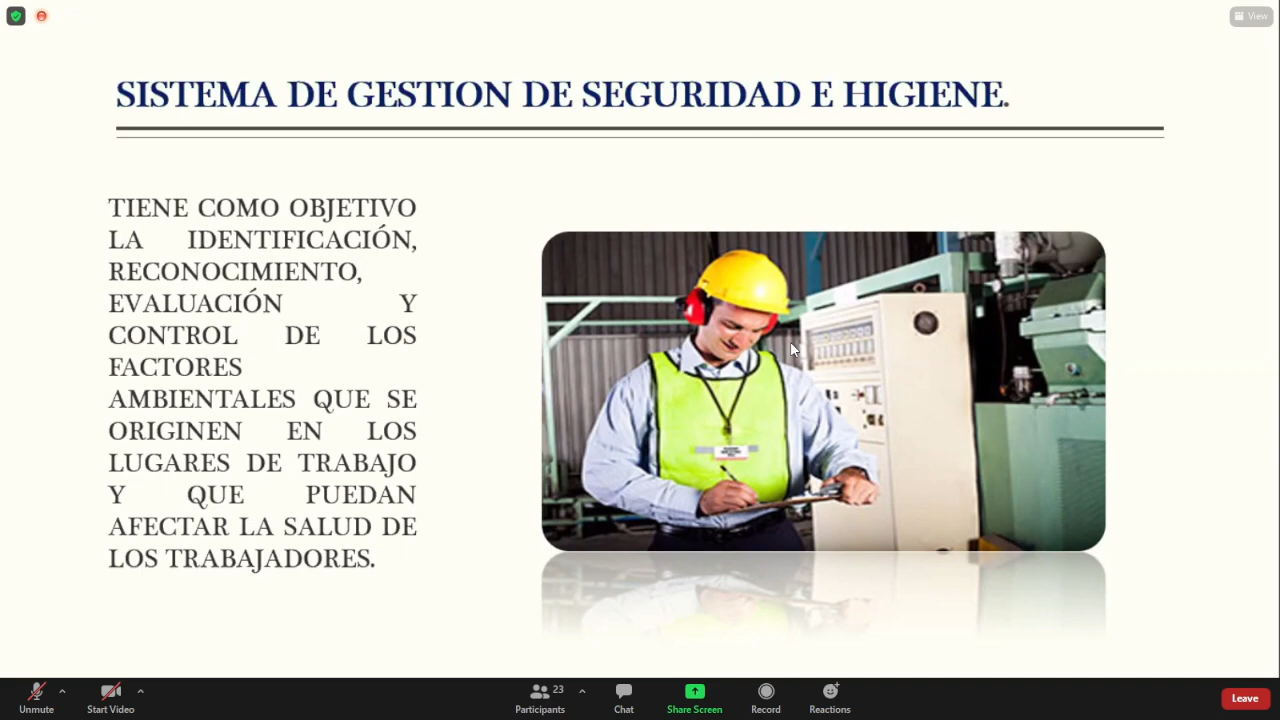 View
SISTEMA DE GESTION DE SEGURIDAD E HIGIENE.
TIENE COMO OBJETIVO
LA IDENTIFICACIÓN,
RECONOCIMIENTO,
EVALUACIÓN Y
CONTROL DE LOS
FACTORES
AMBIENTALES QUE SE
ORIGINEN EN LOS
LUGARES DE TRABAJO
Y QUE PUEDAN
AFECTAR LA SALUD DE
LOS TRABAJADORES.
Unmute
Start Video
23
Participants
Chat
Share Screen
Record
Reactions
Leave